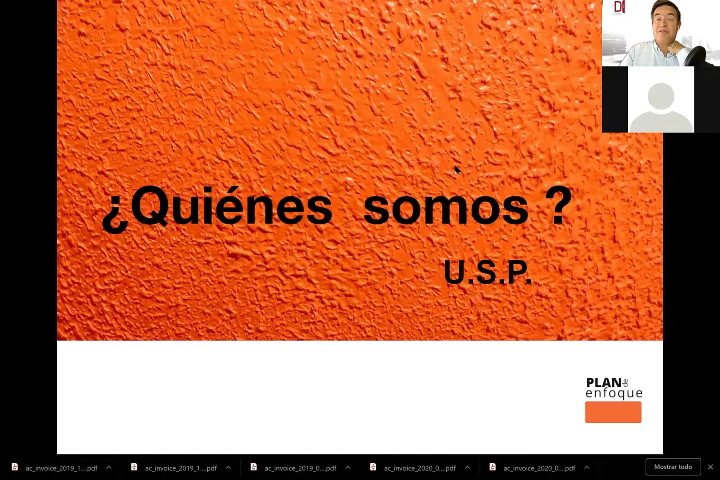 D
¿Quiénes somos ?
U.S.P.
PLAN de
enfoque
ac_invoice_2019_1....pdf
ac_invoice_2019_1....pdf
ac_invoice_2019_0....pdf
ac_invoice_2020_0....pdf
ac_invoice_2020_0....pdf
Mostrar todo